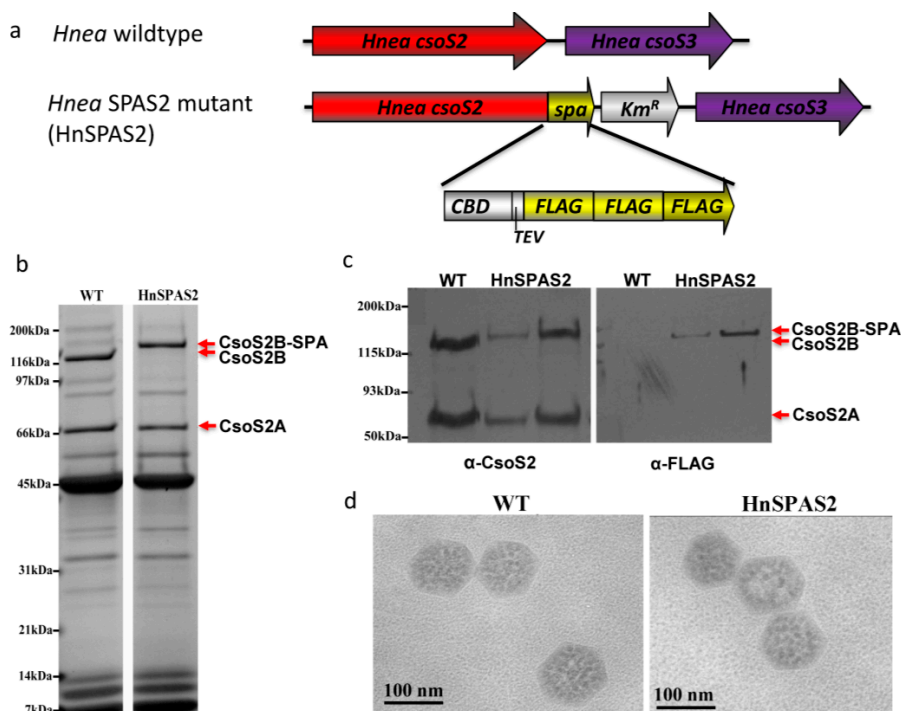 a
Hnea wildtype
Hnea csoS2
Hnea csoS3
Hnea SPAS2 mutant
(HnSPAS2)
Hnea csoS2
spa
KmR
Hnea csoS3
CBD
FLAG
FLAG
FLAG
TEV
b
WT
HnSPAS2
200kDa
116kDa
97kDa
66kDa
45kDa
31kDa
21kDa
14kDa
7kDa
CsoS2B-SPA
CsoS2B
CsoS2A
c
WT HnSPAS2
WT HnSPAS2
200kDa
115kDa
93kDa
50kDa
CsoS2B-SPA
CsoS2B
CsoS2A
α-CsoS2
α-FLAG
d
WT
HnSPAS2
100 nm
100 nm